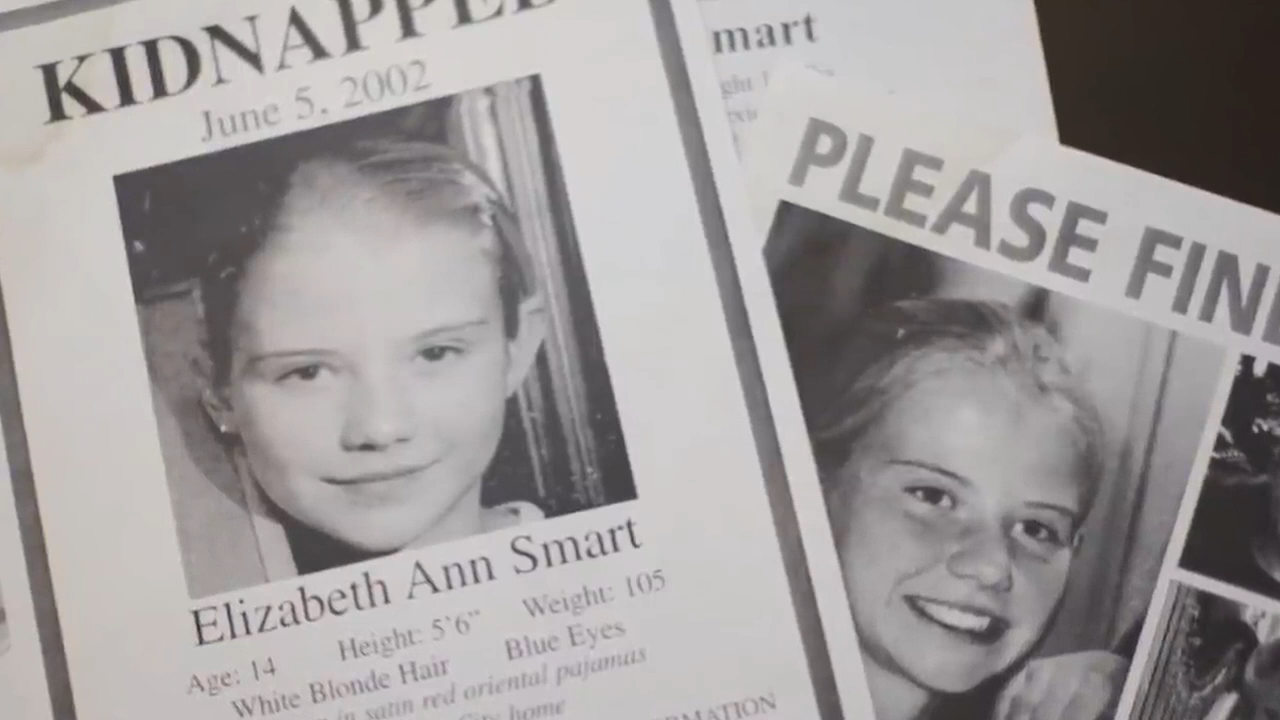 KIDNAPPED
June 5, 2002
Elizabeth Ann Smart
Age: 14 Height: 5'6" Weight: 105
White Blonde Hair Blue Eyes
in satin red oriental pajamas
home
mart
PLEASE FIN